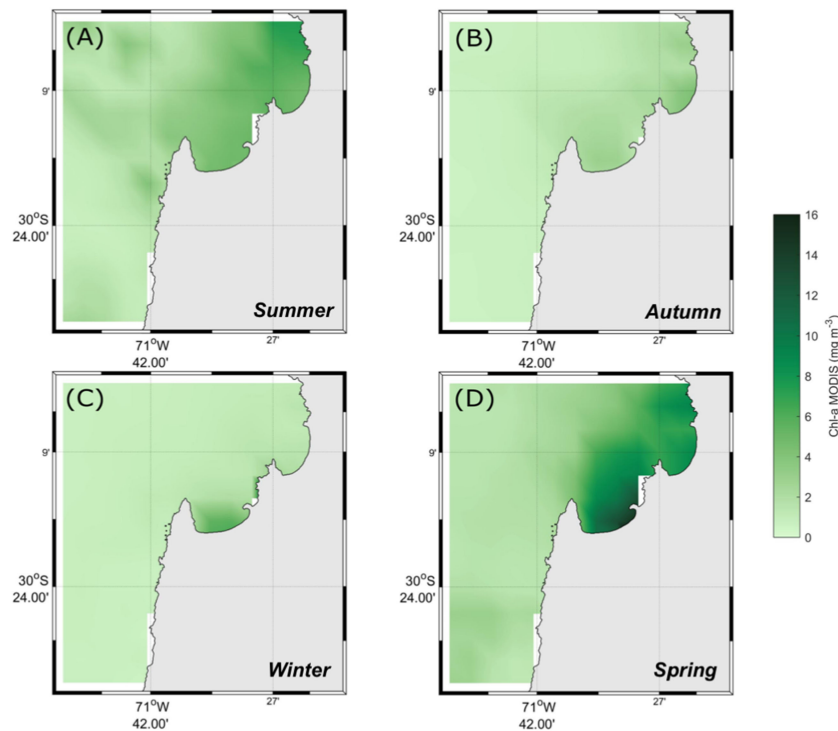 (A)
9'
30°S
24.00'
Summer
71°W
42.00'
27'
(B)
9'
30°S
24.00'
Autumn
71°W
42.00'
27'
(C)
9'
30°S
24.00'
Winter
71°W
42.00'
27'
(D)
9'
30°S
24.00'
Spring
71°W
42.00'
27'
16
14
12
10
8
6
4
2
0
Chl-a MODIS (mg m⁻³)